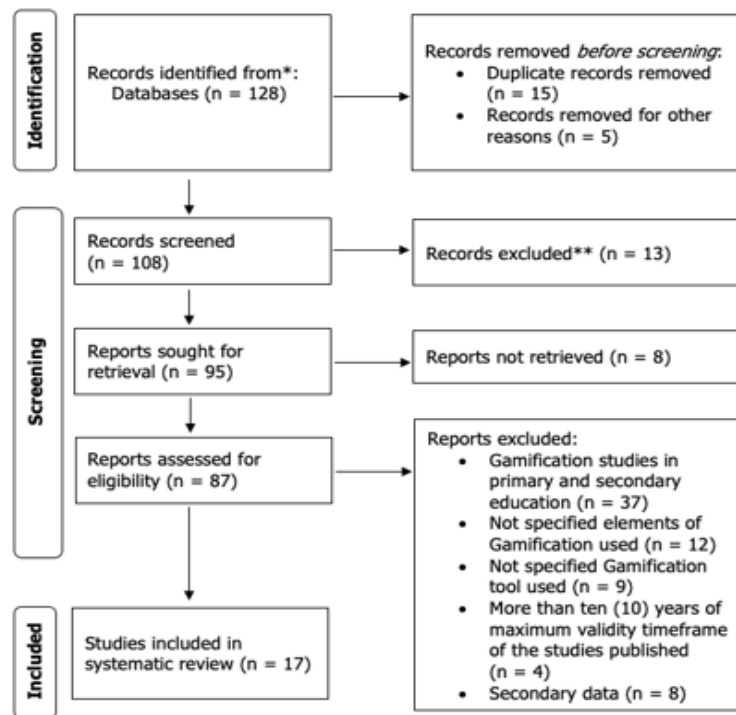 Identification
Records identified from*:
Databases (n = 128)
Records removed before screening:
• Duplicate records removed
(n = 15)
• Records removed for other
reasons (n = 5)
Screening
Records screened
(n = 108)
Records excluded** (n = 13)
Reports sought for
retrieval (n = 95)
Reports not retrieved (n = 8)
Reports assessed for
eligibility (n = 87)
Reports excluded:
• Gamification studies in
primary and secondary
education (n = 37)
• Not specified elements of
Gamification used (n = 12)
• Not specified Gamification
tool used (n = 9)
• More than ten (10) years of
maximum validity timeframe
of the studies published
(n = 4)
• Secondary data (n = 8)
Included
Studies included in
systematic review (n = 17)